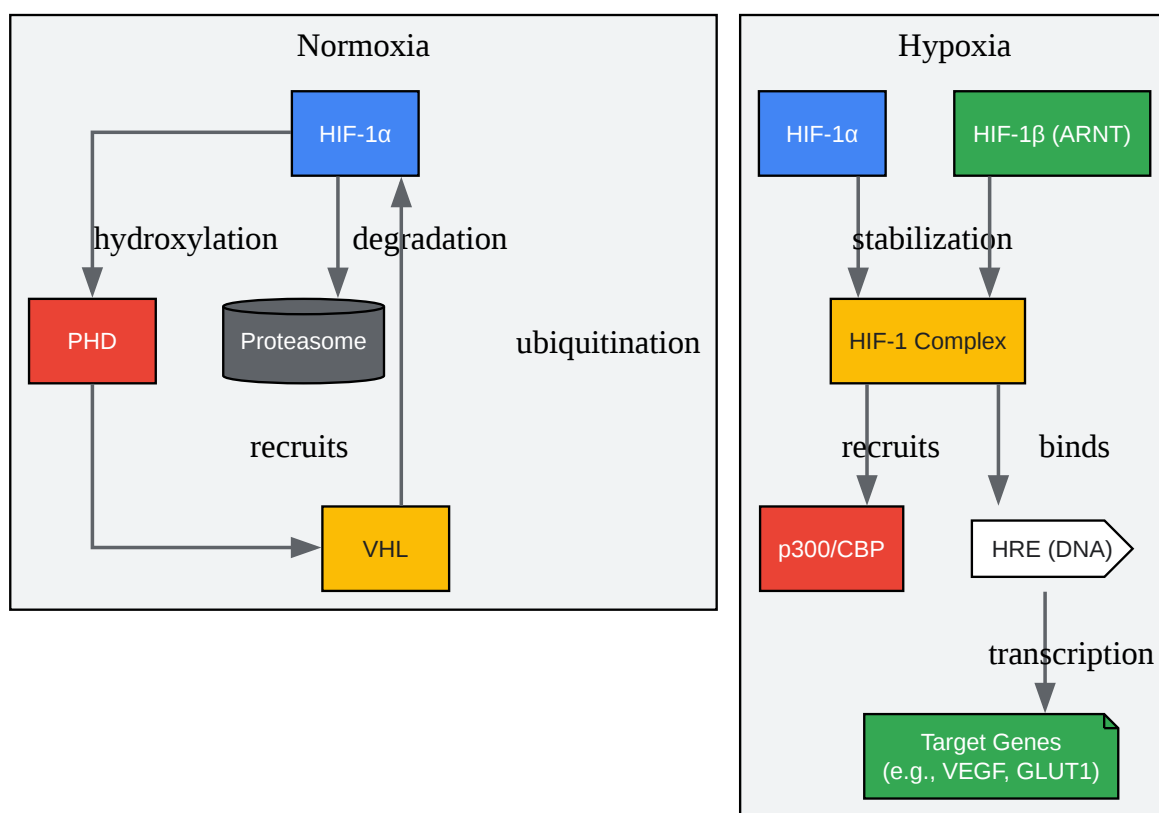 Normoxia
HIF-1α
hydroxylation
degradation
PHD
Proteasome
ubiquitination
recruits
VHL
Hypoxia
HIF-1α
HIF-1β (ARNT)
stabilization
HIF-1 Complex
recruits
binds
p300/CBP
HRE (DNA)
transcription
Target Genes
(e.g., VEGF, GLUT1)